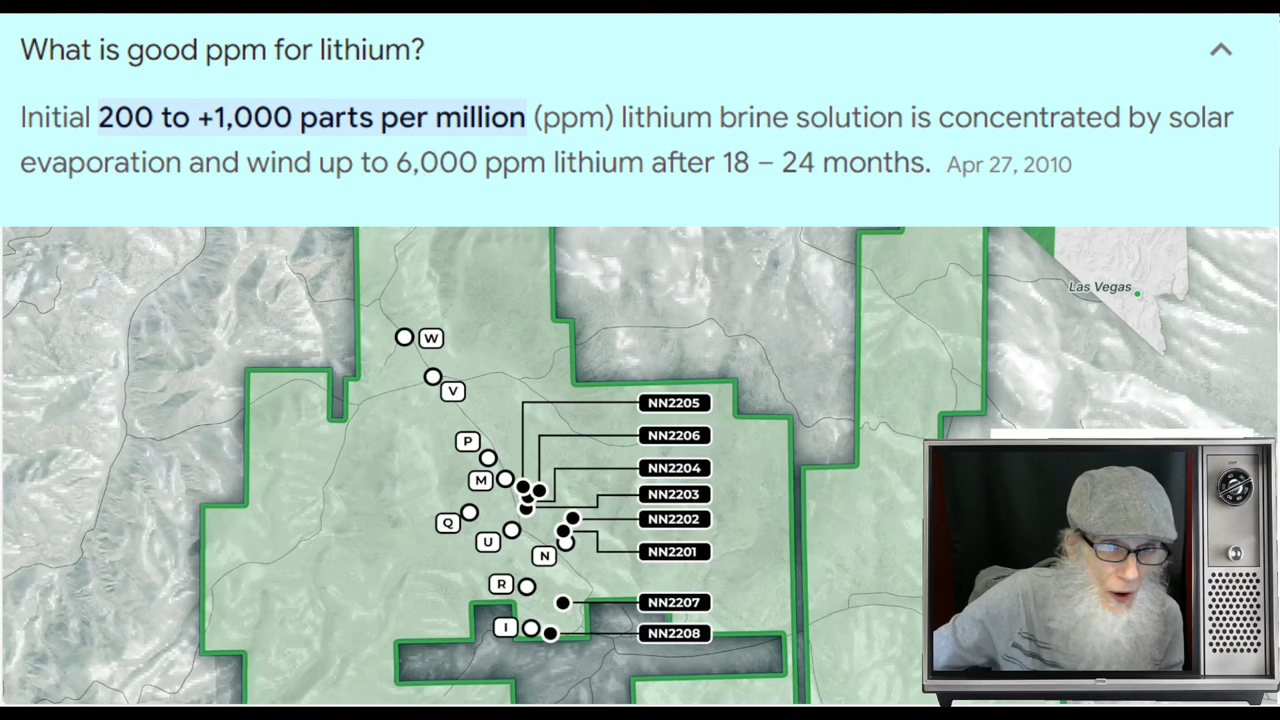 What is good ppm for lithium?
Initial 200 to +1,000 parts per million (ppm) lithium brine solution is concentrated by solar
evaporation and wind up to 6,000 ppm lithium after 18 – 24 months. Apr 27, 2010
Las Vegas
W
V
NN2205
P
NN2206
M
NN2204
NN2203
Q
NN2202
U
N
NN2201
R
NN2207
I
NN2208